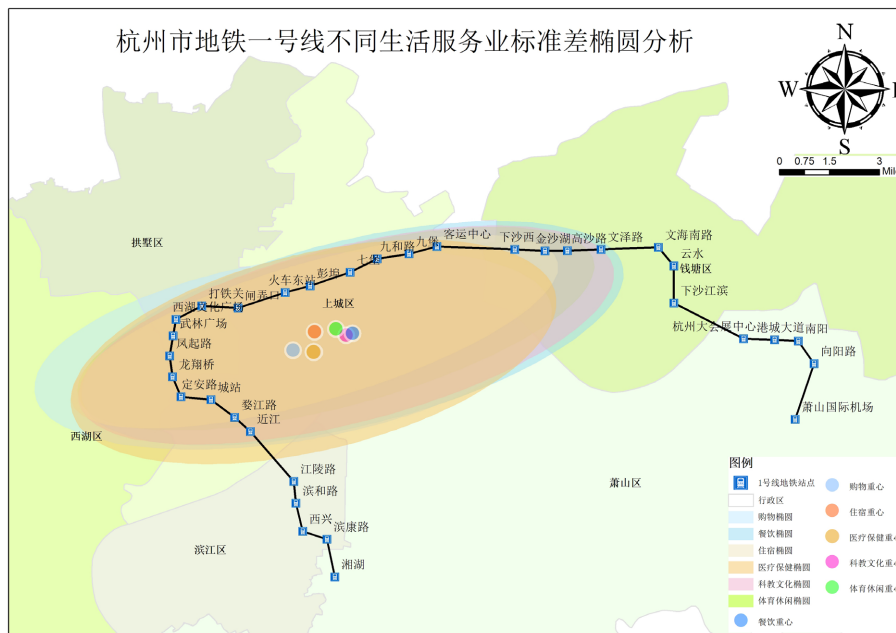 杭州市地铁一号线不同生活服务业标准差椭圆分析
N
W
S
0 0.75 1.5 3
拱墅区
客运中心
九堡
九和路
下沙西
金沙湖
高沙路
文泽路
文海南路
云水
钱塘区
下沙江滨
彭埠
火车东站
上城区
闸弄口
打铁关
武林广场
凤起路
龙翔桥
定安路
城站
婺江路
近江
西湖区
杭州大会展中心
港城大道
南阳
向阳路
萧山国际机场
萧山区
江陵路
滨和路
西兴
滨康路
滨江区
湘湖
图例
1号线地铁站点
行政区
购物椭圆
餐饮椭圆
住宿椭圆
医疗保健椭圆
科教文化椭圆
体育休闲椭圆
餐饮重心
购物重心
住宿重心
医疗保健重心
科教文化重心
体育休闲重心